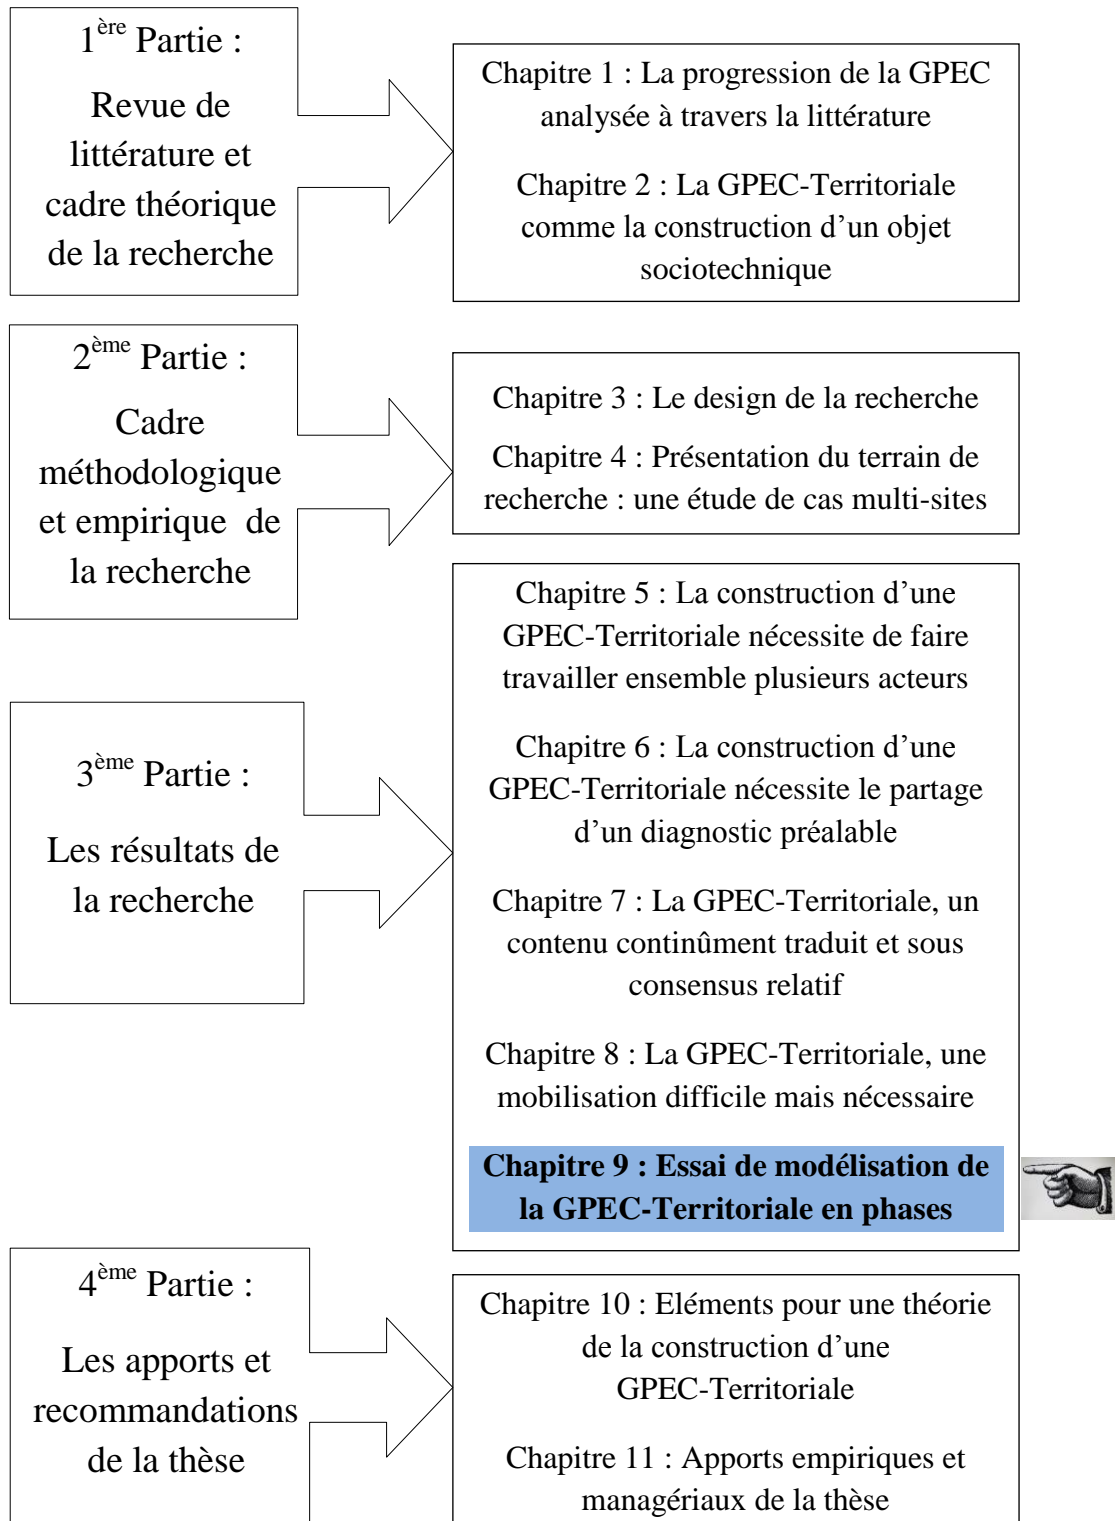 1ère Partie :
Revue de
littérature et
cadre théorique
de la recherche
Chapitre 1 : La progression de la GPEC
analysée à travers la littérature
Chapitre 2 : La GPEC-Territoriale
comme la construction d’un objet
sociotechnique
2ème Partie :
Cadre
méthodologique
et empirique de
la recherche
Chapitre 3 : Le design de la recherche
Chapitre 4 : Présentation du terrain de
recherche : une étude de cas multi-sites
3ème Partie :
Les résultats de
la recherche
Chapitre 5 : La construction d’une
GPEC-Territoriale nécessite de faire
travailler ensemble plusieurs acteurs
Chapitre 6 : La construction d’une
GPEC-Territoriale nécessite le partage
d’un diagnostic préalable
Chapitre 7 : La GPEC-Territoriale, un
contenu continûment traduit et sous
consensus relatif
Chapitre 8 : La GPEC-Territoriale, une
mobilisation difficile mais nécessaire
Chapitre 9 : Essai de modélisation de
la GPEC-Territoriale en phases
4ème Partie :
Les apports et
recommandations
de la thèse
Chapitre 10 : Eléments pour une théorie
de la construction d’une
GPEC-Territoriale
Chapitre 11 : Apports empiriques et
managériaux de la thèse